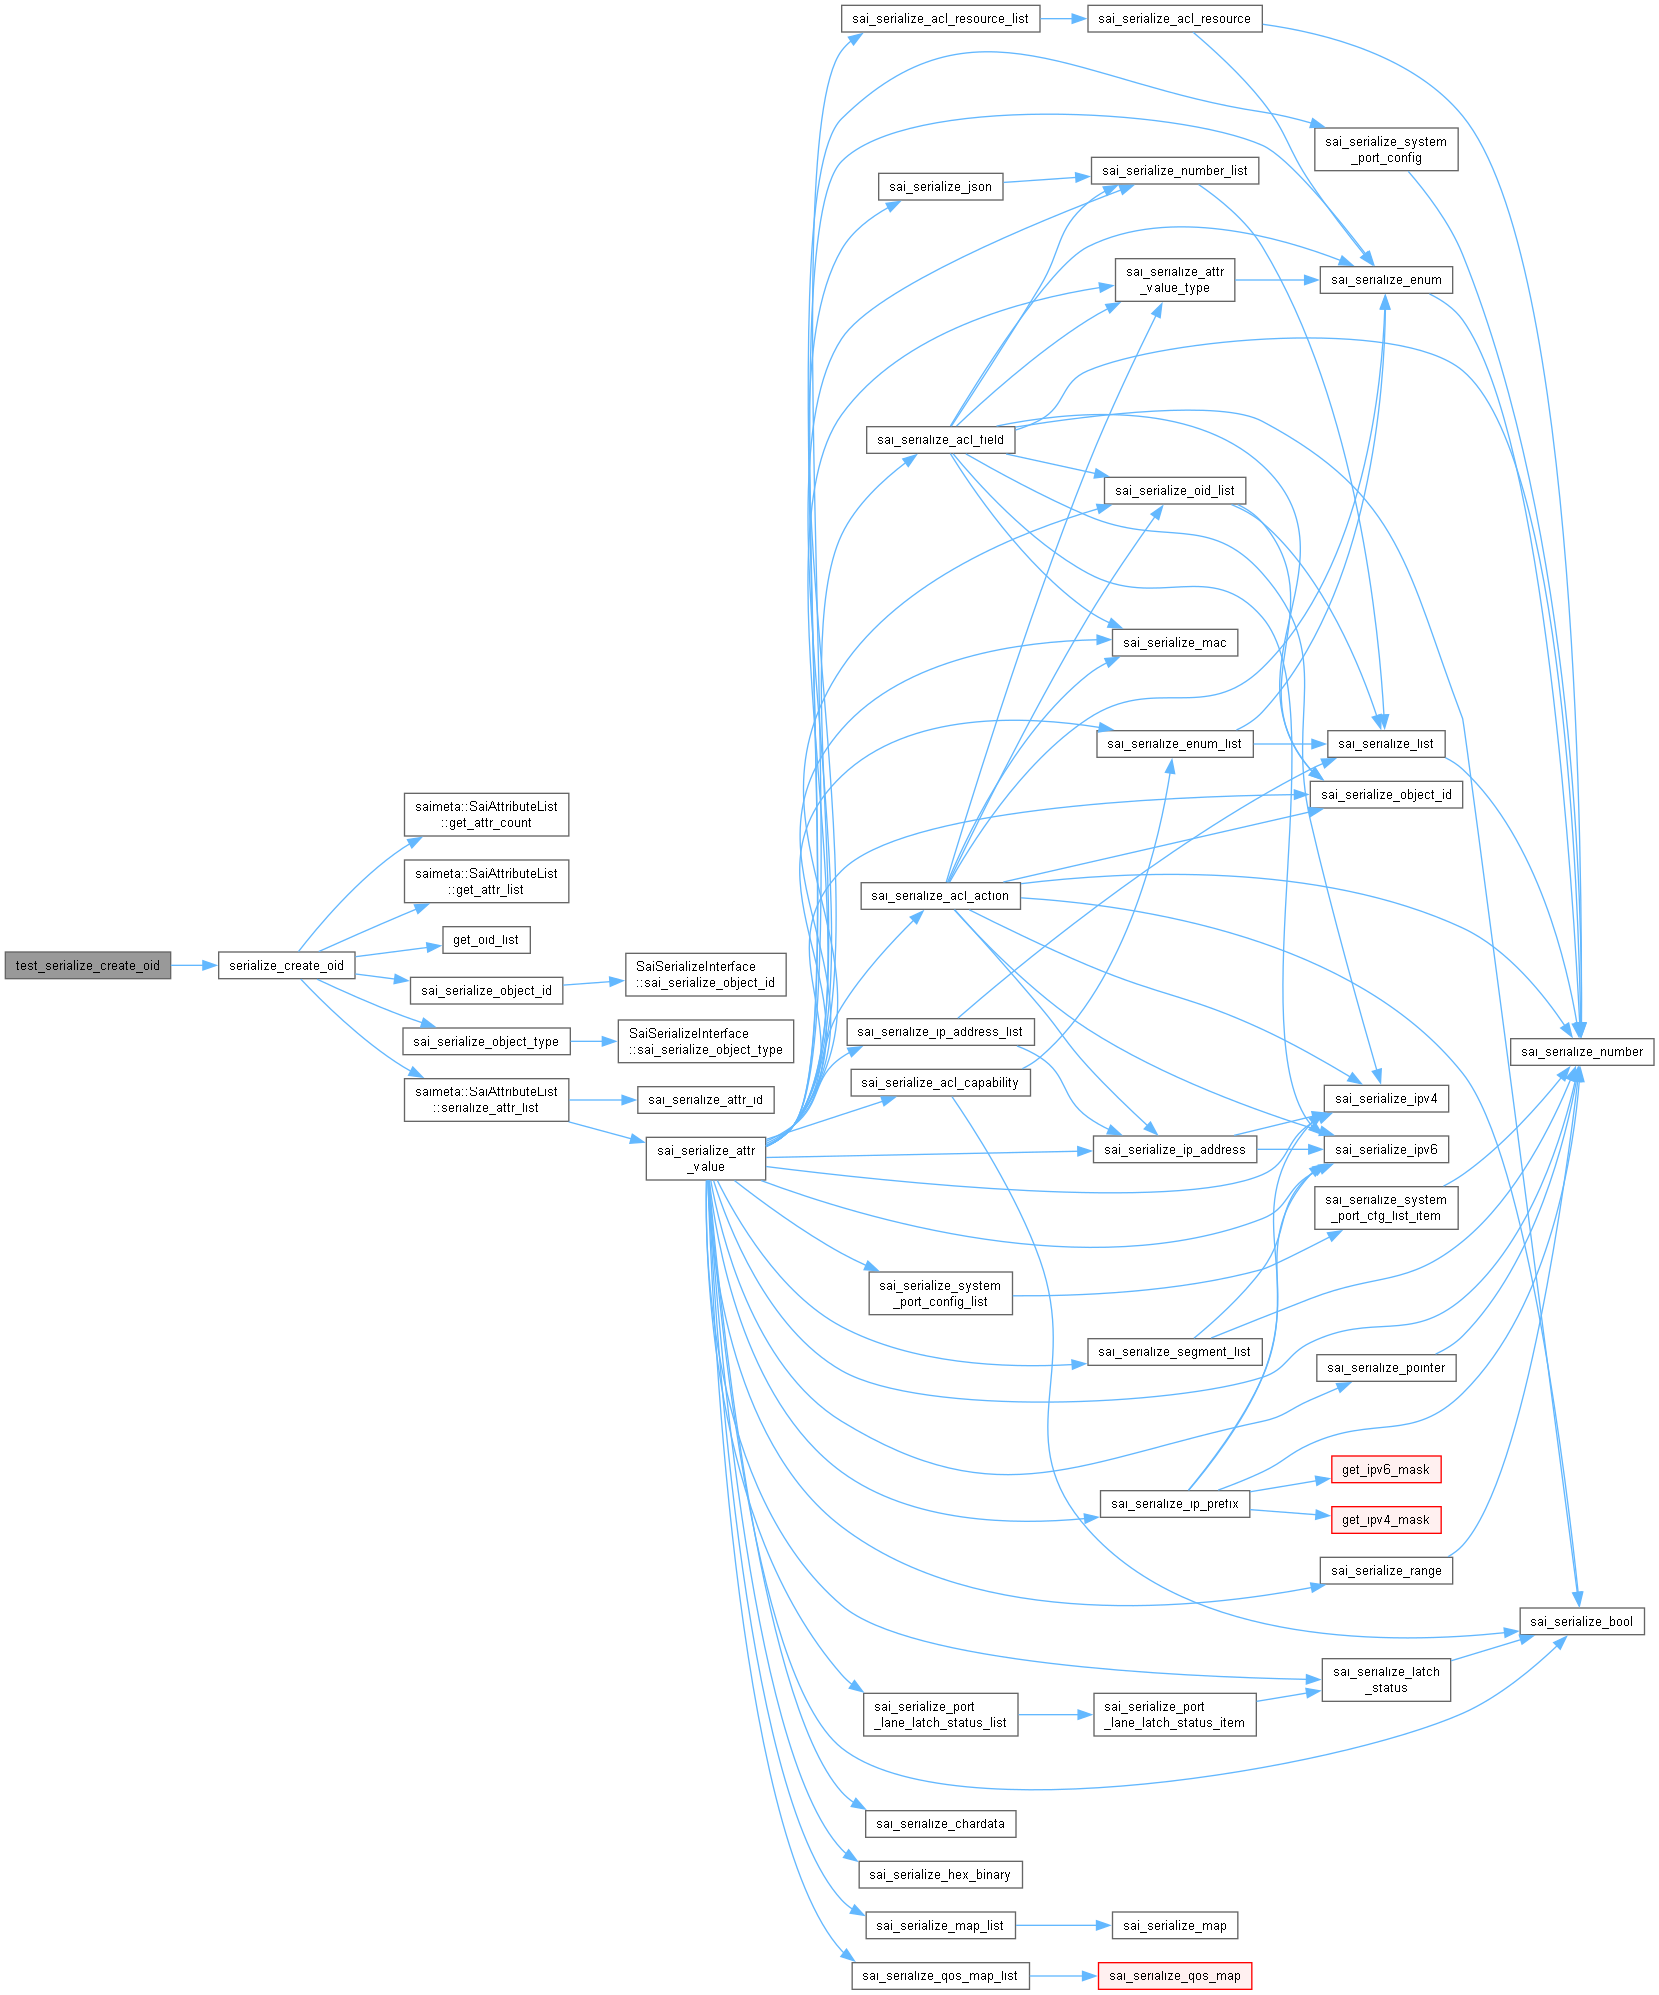 test_serialize_create_oid
serialize_create_oid
saimeta::SaiAttributeList
::get_attr_count
saimeta::SaiAttributeList
::get_attr_list
get_oid_list
sai_serialize_object_id
SaiSerializeInterface
::sai_serialize_object_id
sai_serialize_object_type
SaiSerializeInterface
::sai_serialize_object_type
saimeta::SaiAttributeList
::serialize_attr_list
sai_serialize_attr_id
sai_serialize_attr
_value
sai_serialize_acl_resource_list
sai_serialize_acl_resource
sai_serialize_system
_port_config
sai_serialize_json
sai_serialize_number_list
sai_serialize_attr
_value_type
sai_serialize_enum
sai_serialize_acl_field
sai_serialize_oid_list
sai_serialize_mac
sai_serialize_enum_list
sai_serialize_list
sai_serialize_object_id
sai_serialize_acl_action
sai_serialize_ip_address_list
sai_serialize_number
sai_serialize_acl_capability
sai_serialize_ipv4
sai_serialize_ip_address
sai_serialize_ipv6
sai_serialize_system
_port_cfg_list_item
sai_serialize_system
_port_config_list
sai_serialize_segment_list
sai_serialize_pointer
get_ipv6_mask
sai_serialize_ip_prefix
get_ipv4_mask
sai_serialize_range
sai_serialize_bool
sai_serialize_latch
_status
sai_serialize_port
_lane_latch_status_list
sai_serialize_port
_lane_latch_status_item
sai_serialize_chardata
sai_serialize_hex_binary
sai_serialize_map_list
sai_serialize_map
sai_serialize_qos_map_list
sai_serialize_qos_map